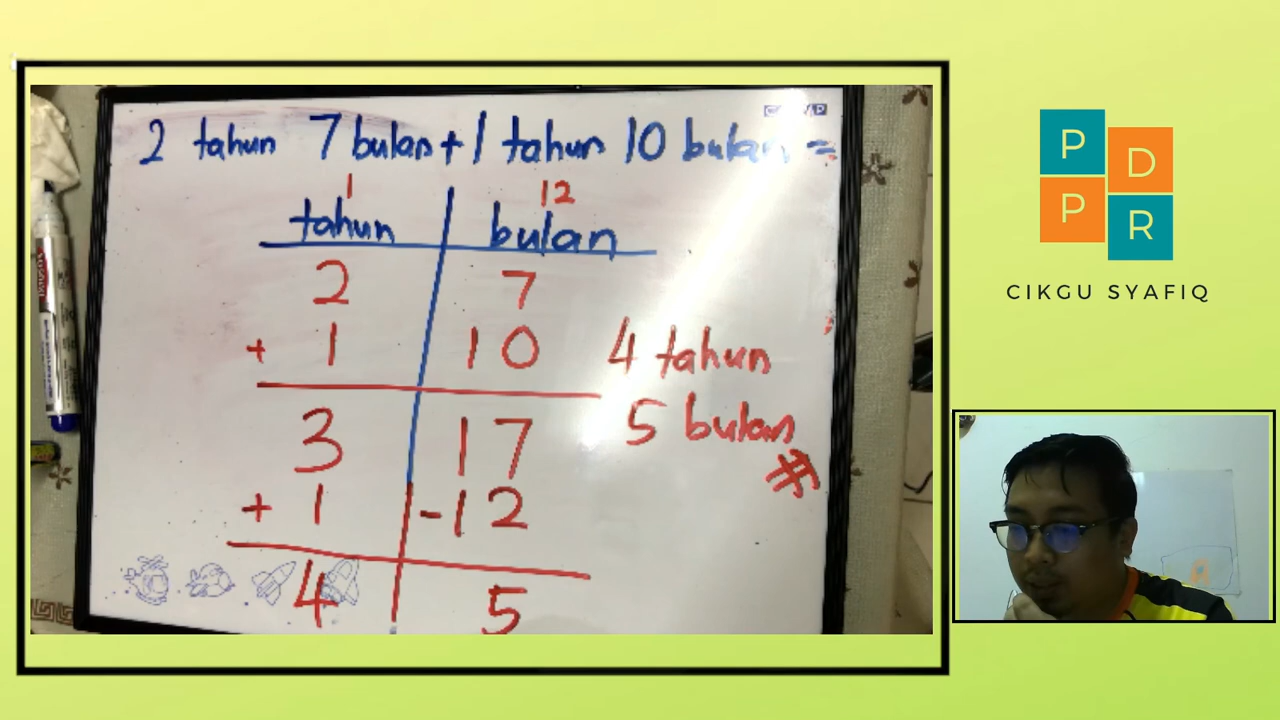 2 tahun 7 bulan + 1 tahun 10 bulan =
1 12
tahun bulan
2 7
+ 1 10
3 17
+ 1 - 12
4 5
4 tahun
5 bulan
#
P D
P R
CIKGU SYAFIQ